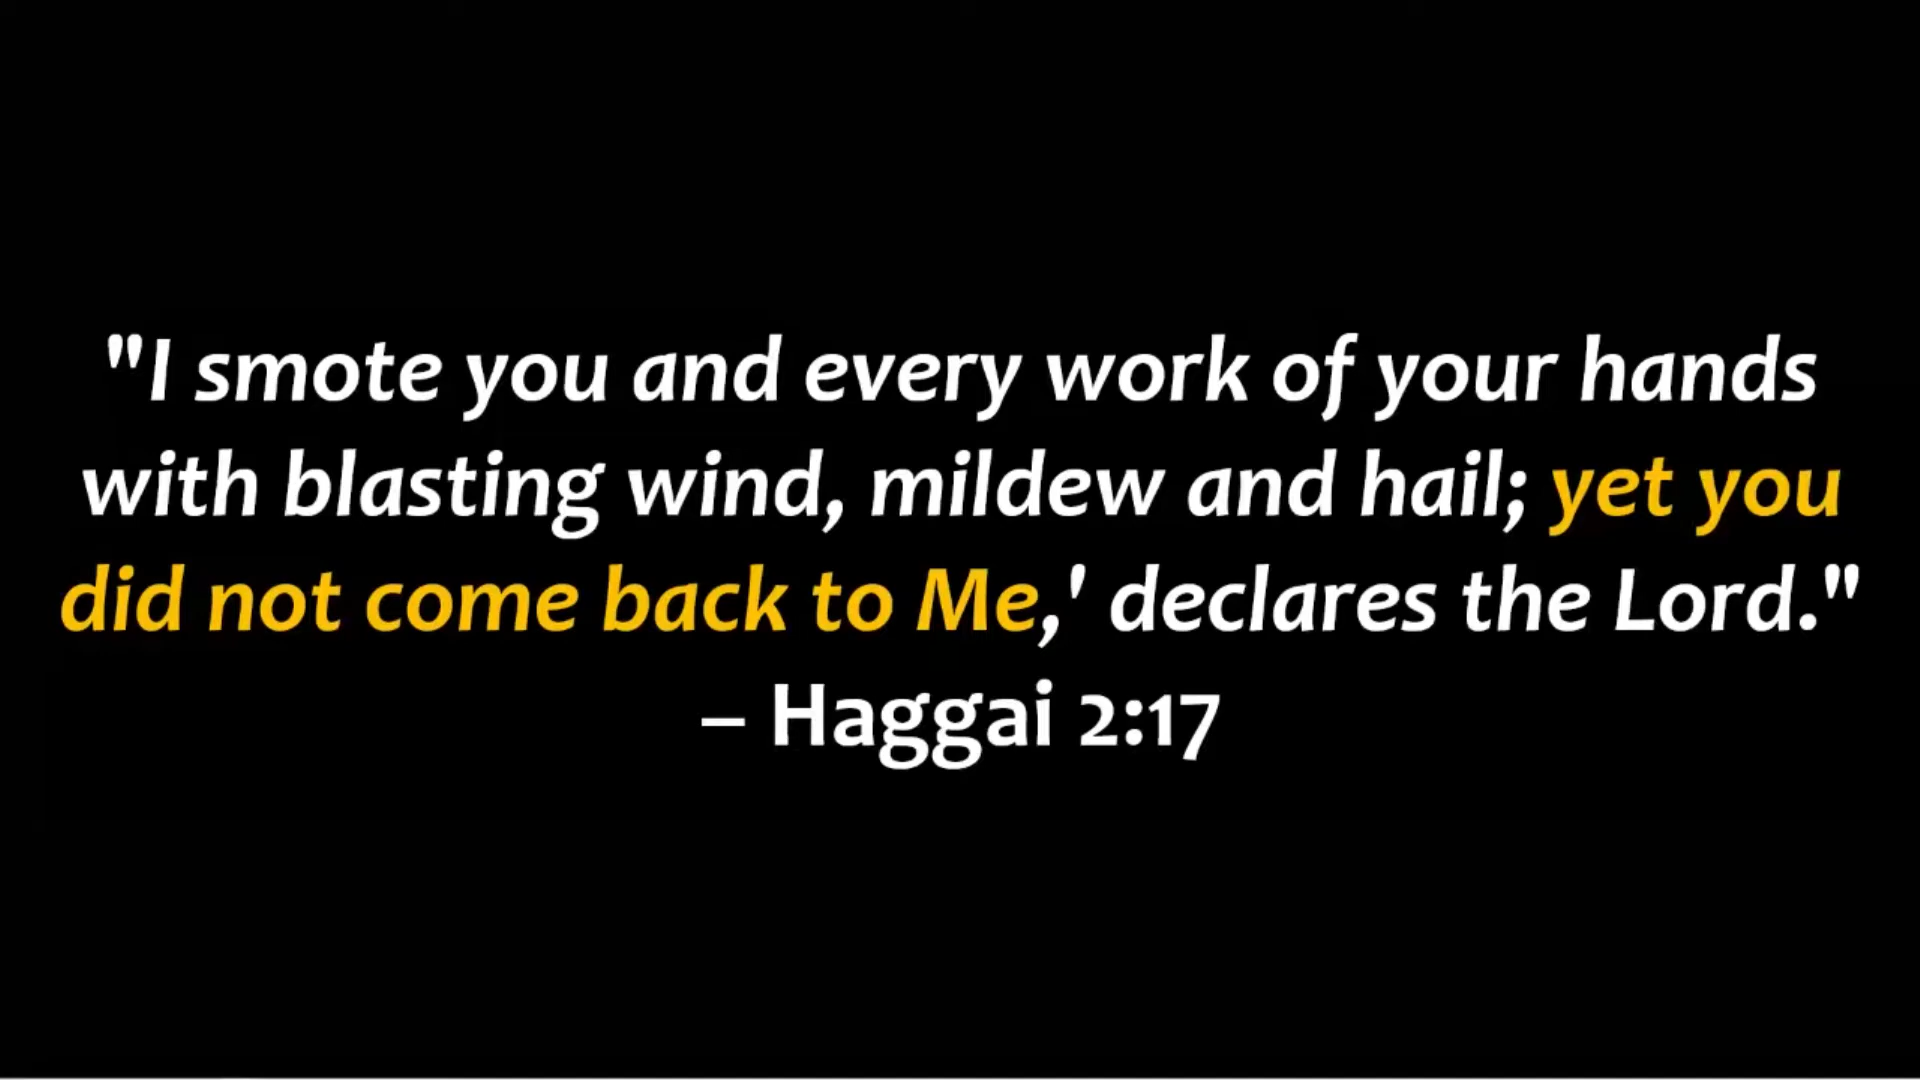 "I smote you and every work of your hands
with blasting wind, mildew and hail; yet you
did not come back to Me,' declares the Lord."
– Haggai 2:17